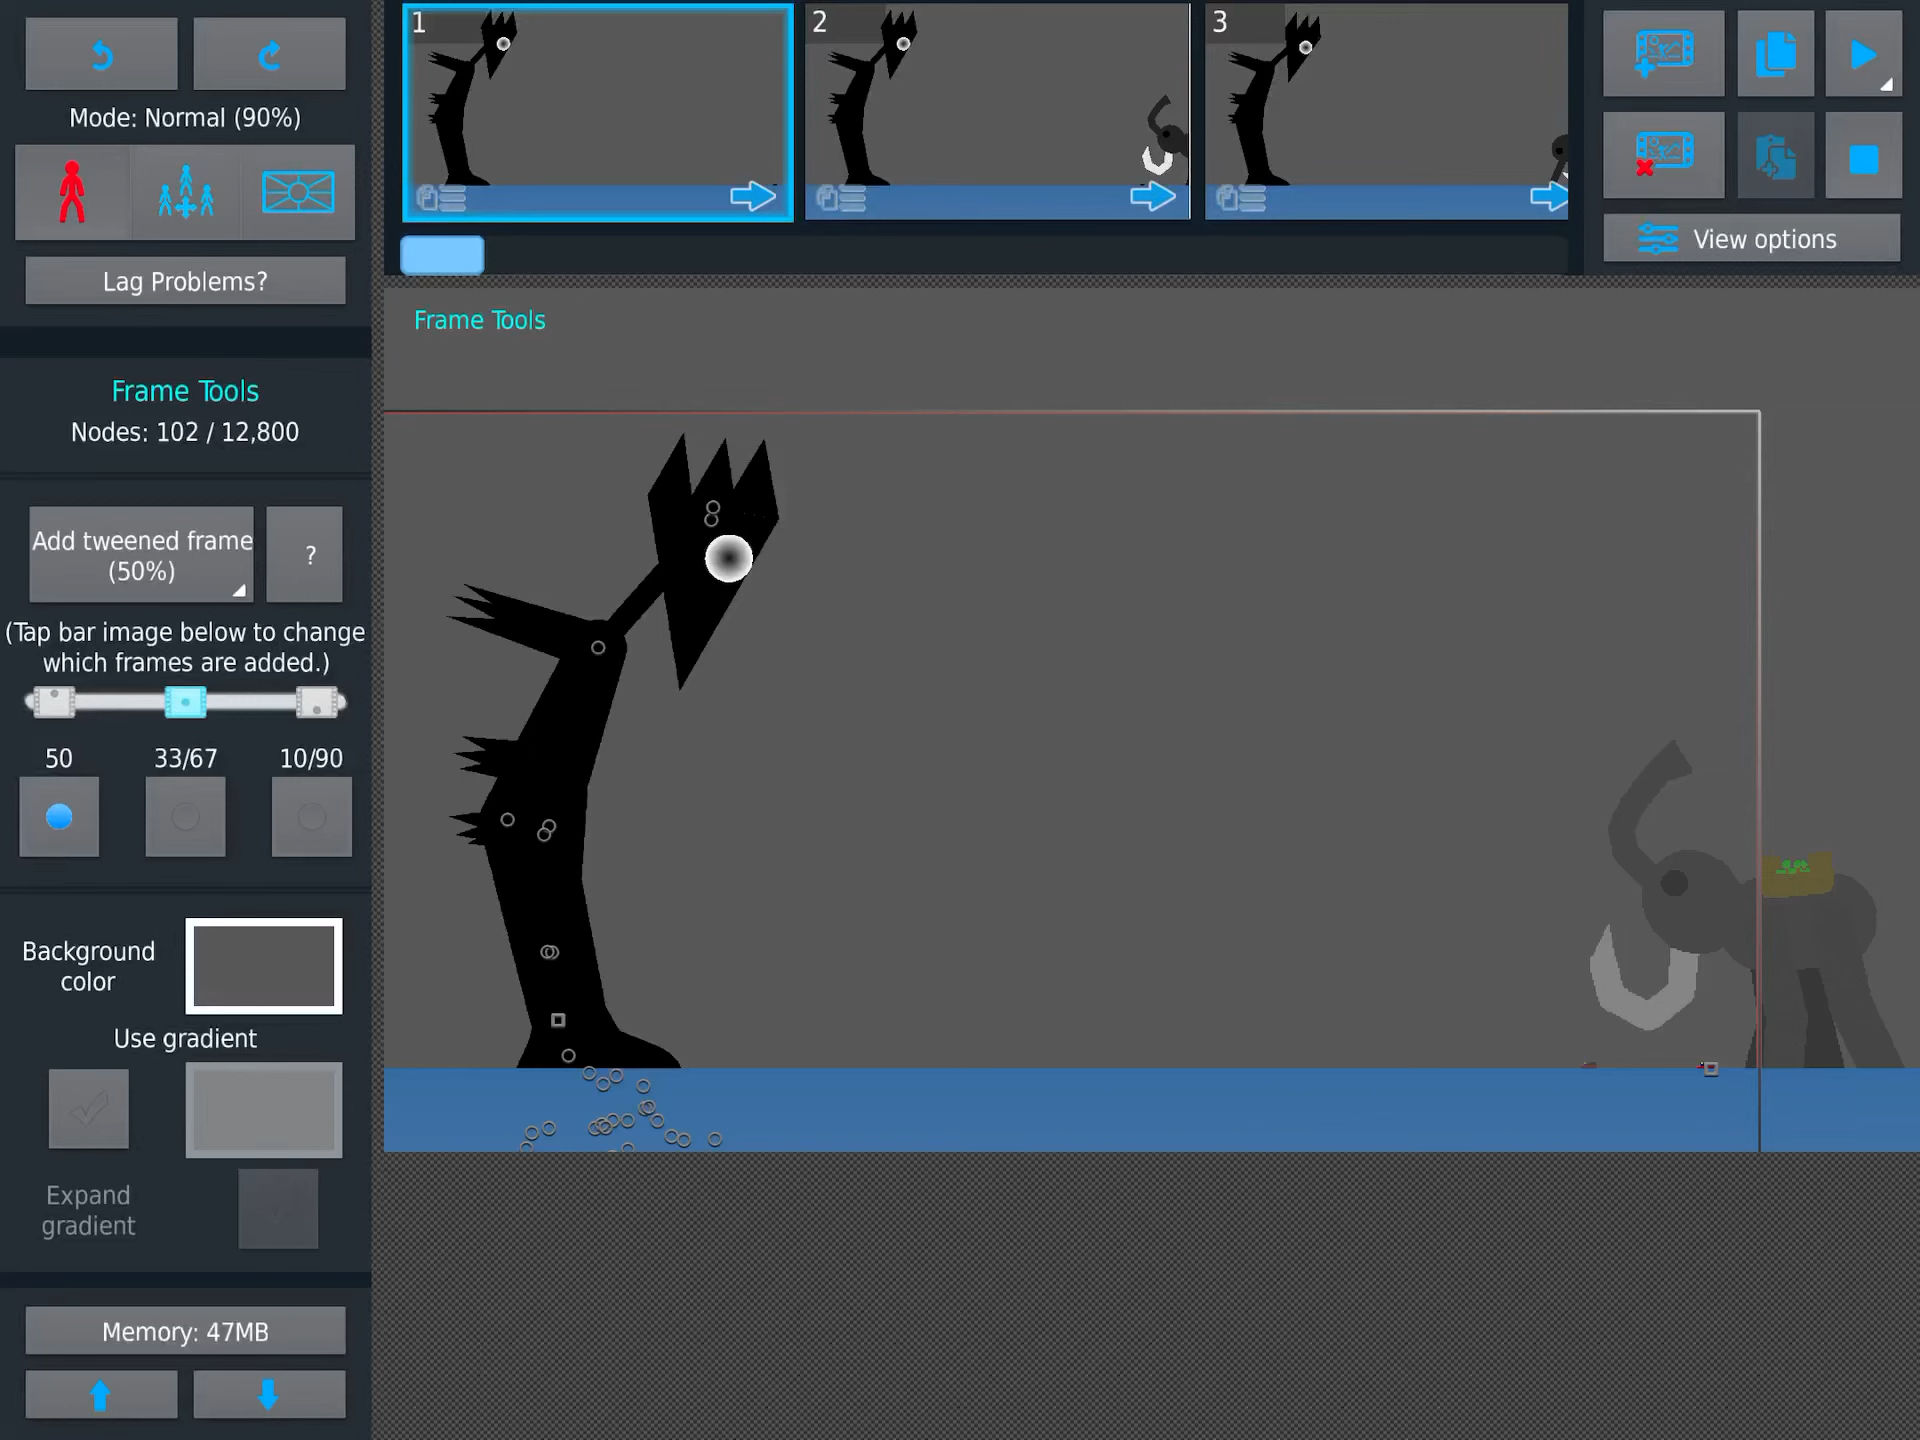 Mode: Normal (90%)
Lag Problems?
Frame Tools
Nodes: 102 / 12,800
Add tweened frame
(50%)
?
(Tap bar image below to change
which frames are added.)
50
33/67
10/90
Background
color
Use gradient
Expand
gradient
Memory: 47MB
1
2
3
View options
Frame Tools